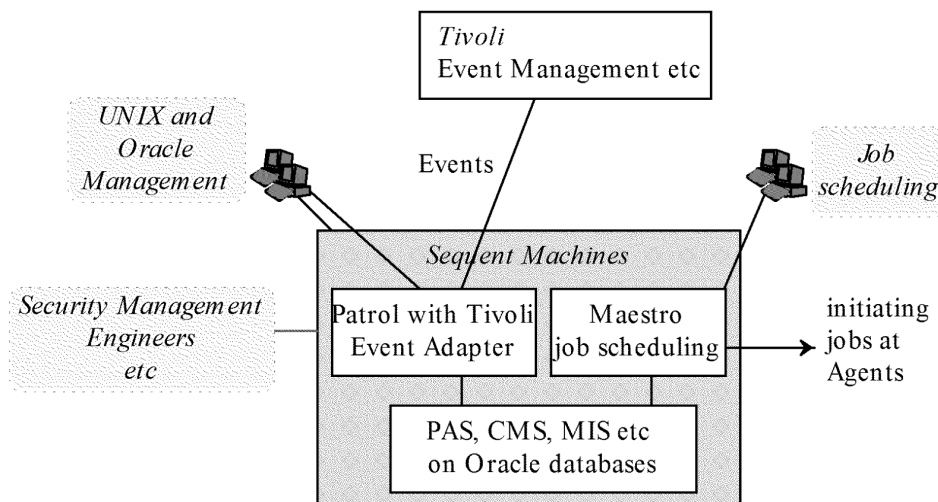 Tivoli
Event Management etc
UNIX and
Oracle
Management
Events
Job
scheduling
Sequent Machines
Security Management
Engineers
etc
Patrol with Tivoli
Event Adapter
Maestro
job scheduling
initiating
jobs at
Agents
PAS, CMS, MIS etc
on Oracle databases